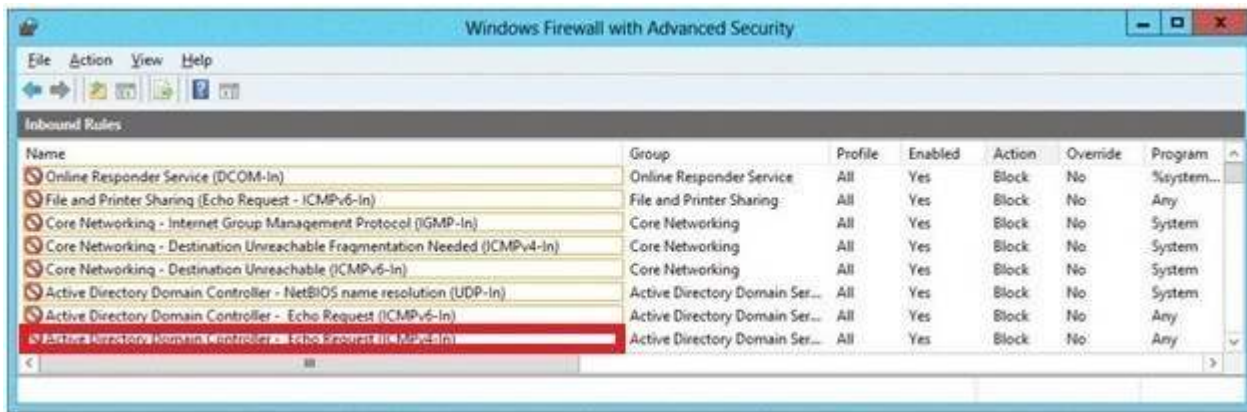 Windows Firewall with Advanced Security
File Action View Help
Inbound Rules
Name Group Profile Enabled Action Override Program
Online Responder Service (DCOM-In) Online Responder Service All Yes Block No %system...
File and Printer Sharing (Echo Request - ICMPv6-In) File and Printer Sharing All Yes Block No Any
Core Networking - Internet Group Management Protocol (IGMP-In) Core Networking All Yes Block No System
Core Networking - Destination Unreachable Fragmentation Needed (ICMPv4-In) Core Networking All Yes Block No System
Core Networking - Destination Unreachable (ICMPv6-In) Core Networking All Yes Block No System
Active Directory Domain Controller - NetBIOS name resolution (UDP-In) Active Directory Domain Ser... All Yes Block No System
Active Directory Domain Controller - Echo Request (ICMPv6-In) Active Directory Domain Ser... All Yes Block No Any
Active Directory Domain Controller - Echo Request (ICMPv4-In) Active Directory Domain Ser... All Yes Block No Any